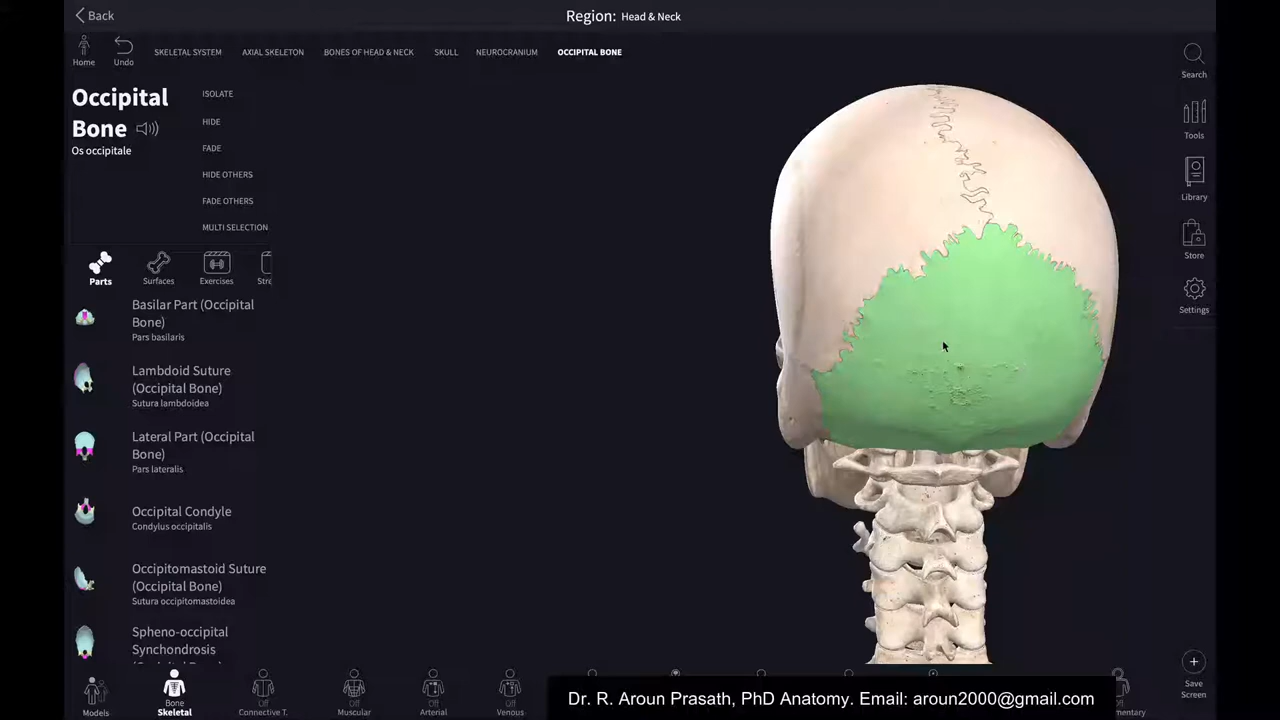 Back
Region: Head & Neck
Home
Undo
SKELETAL SYSTEM
AXIAL SKELETON
BONES OF HEAD & NECK
SKULL
NEUROCRANIUM
OCCIPITAL BONE
Search
Tools
Library
Store
Settings
Occipital
Bone
Os occipitale
ISOLATE
HIDE
FADE
HIDE OTHERS
FADE OTHERS
MULTI SELECTION
Parts
Surfaces
Exercises
Basilar Part (Occipital
Bone)
Pars basilaris
Lambdoid Suture
(Occipital Bone)
Sutura lambdoidea
Lateral Part (Occipital
Bone)
Pars lateralis
Occipital Condyle
Condylus occipitalis
Occipitomastoid Suture
(Occipital Bone)
Sutura occipitomastoidea
Spheno-occipital
Synchondrosis
Models
Bone
Skeletal
Off
Connective T.
Off
Muscular
Off
Arterial
Off
Venous
Save
Screen
Dr. R. Aroun Prasath, PhD Anatomy. Email: aroun2000@gmail.com